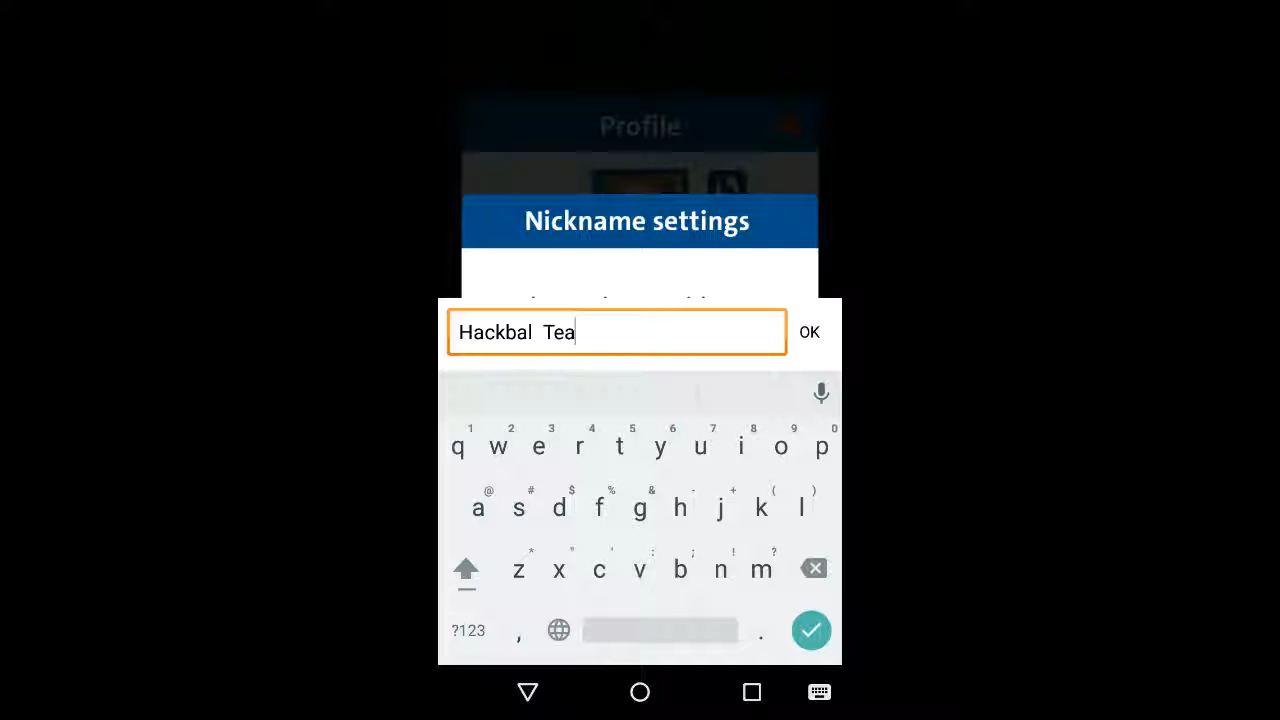 Profile
Nickname settings
Hackbal  Tea
OK
1 2 3 4 5 6 7 8 9 0
q w e r t y u i o p
@ # $ % & - + ( )
a s d f g h j k l
* " ' : ; ! ?
z x c v b n m
?123 , .